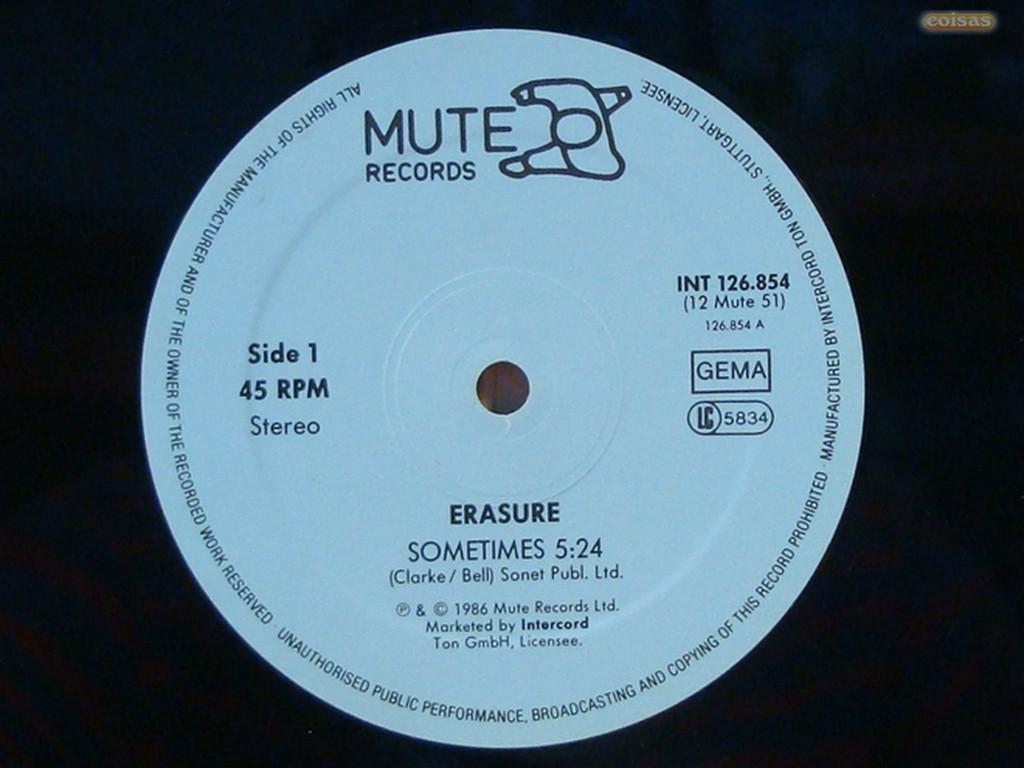 coisas
MUTE
RECORDS
INT 126.854
(12 Mute 51)
126.854 A
GEMA
LC 5834
Side 1
45 RPM
Stereo
ERASURE
SOMETIMES 5:24
(Clarke / Bell) Sonet Publ. Ltd.
℗ & © 1986 Mute Records Ltd.
Marketed by Intercord
Ton GmbH, Licensee.
ALL RIGHTS OF THE MANUFACTURER AND OF THE OWNER OF THE RECORDED WORK RESERVED · UNAUTHORISED PUBLIC PERFORMANCE, BROADCASTING AND COPYING OF THIS RECORD PROHIBITED · MANUFACTURED BY INTERCORD TON GMBH., STUTTGART, LICENSEE.